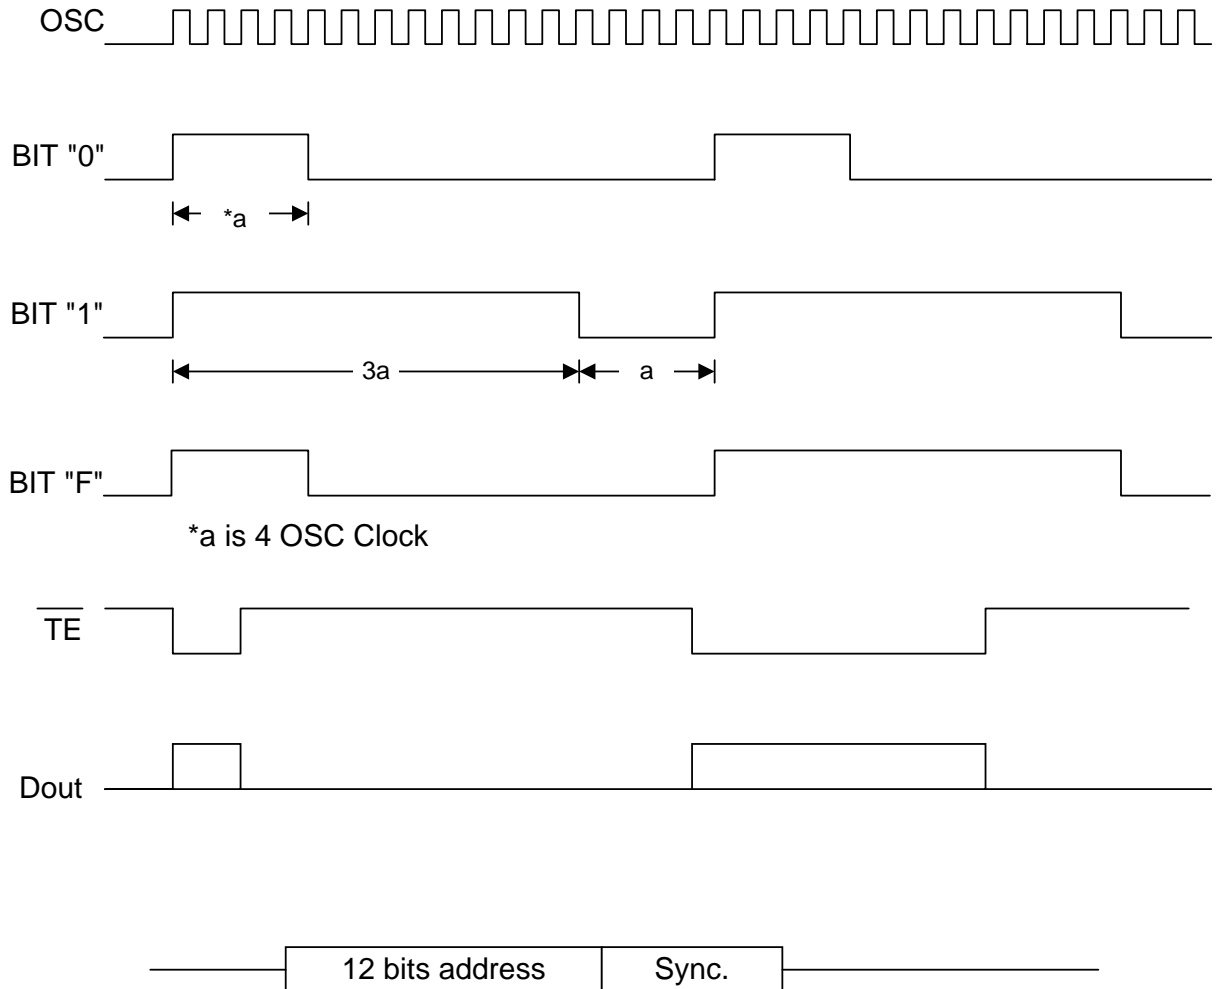 OSC
BIT "0"
*a
BIT "1"
3a a
BIT "F"
*a is 4 OSC Clock
TE
Dout
12 bits address Sync.